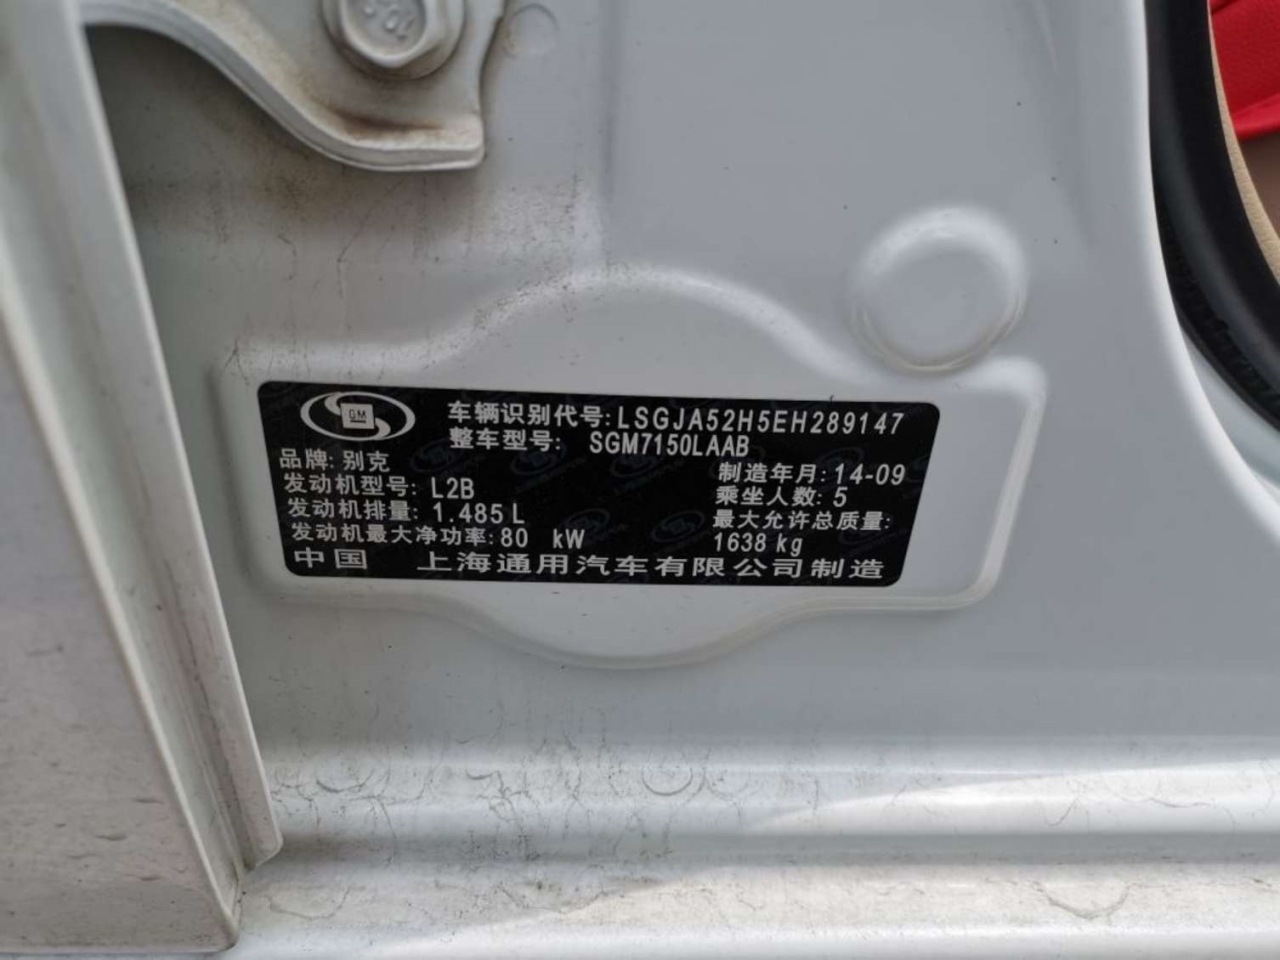 10.9
GM
车辆识别代号:LSGJA52H5EH289147
整车型号: SGM7150LAAB
品牌:别克
制造年月:14-09
发动机型号: L2B
乘坐人数: 5
发动机排量: 1.485 L
最大允许总质量:
发动机最大净功率:80 kW
1638 kg
中国 上海通用汽车有限公司制造